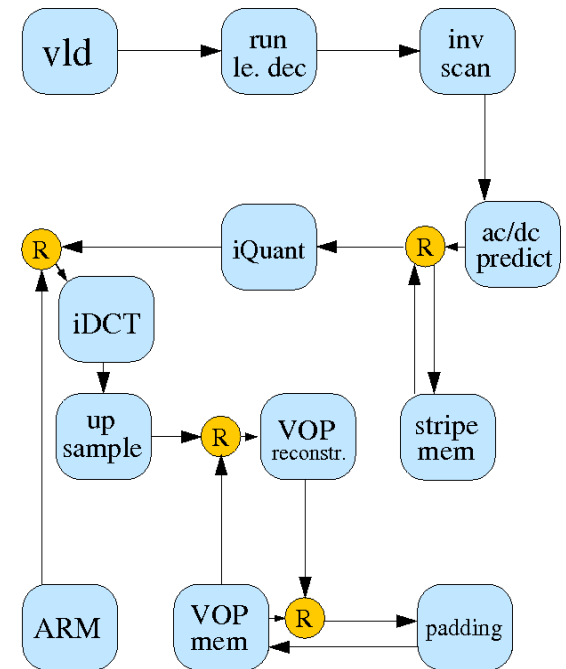 vld
run
le. dec
inv
scan
R
iQuant
R
ac/dc
predict
iDCT
up
sample
R
VOP
reconstr.
stripe
mem
ARM
VOP
mem
R
padding